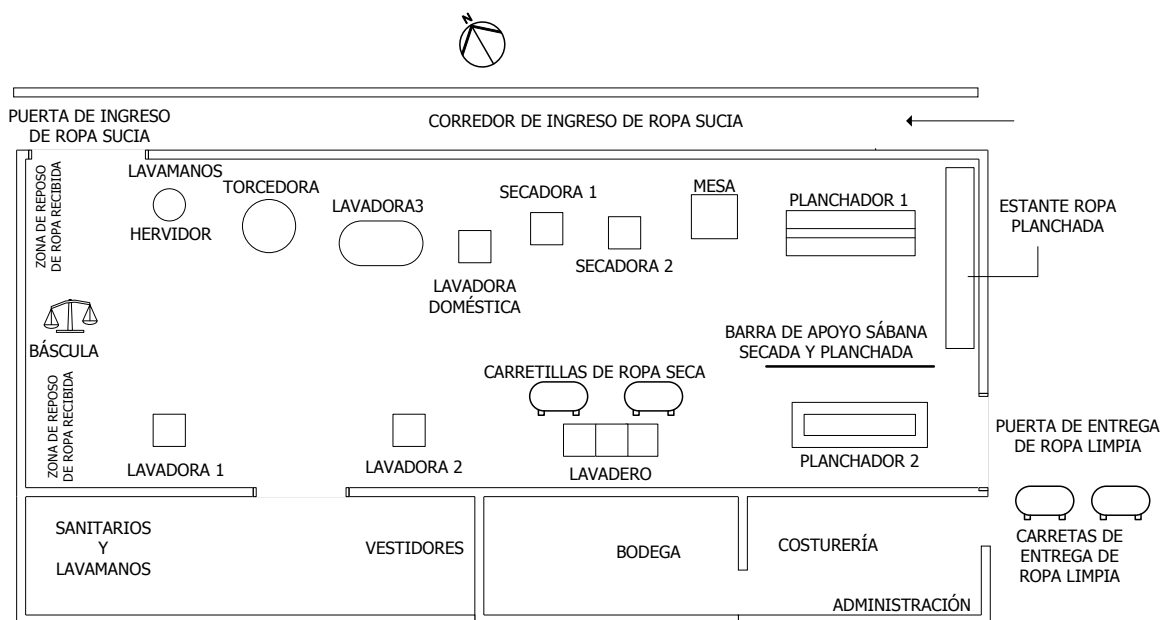 N
PUERTA DE INGRESO
DE ROPA SUCIA
CORREDOR DE INGRESO DE ROPA SUCIA
ZONA DE REPOSO
DE ROPA RECIBIDA
LAVAMANOS
HERVIDOR
TORCEDORA
LAVADORA3
LAVADORA
DOMÉSTICA
SECADORA 1
SECADORA 2
MESA
PLANCHADOR 1
ESTANTE ROPA
PLANCHADA
BÁSCULA
BARRA DE APOYO SÁBANA
SECADA Y PLANCHADA
CARRETILLAS DE ROPA SECA
ZONA DE REPOSO
DE ROPA RECIBIDA
LAVADORA 1
LAVADORA 2
LAVADERO
PLANCHADOR 2
PUERTA DE ENTREGA
DE ROPA LIMPIA
SANITARIOS
Y
LAVAMANOS
VESTIDORES
BODEGA
COSTURERÍA
CARRETAS DE
ENTREGA DE
ROPA LIMPIA
ADMINISTRACIÓN